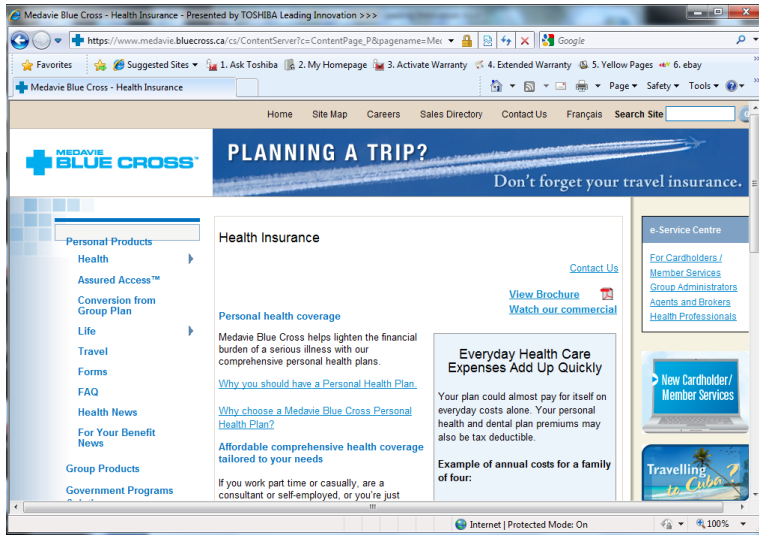 Medavie Blue Cross - Health Insurance - Presented by TOSHIBA Leading Innovation >>>
https://www.medavie.bluecross.ca/cs/ContentServer?c=ContentPage_P&pagename=Med
Google
Favorites Suggested Sites 1. Ask Toshiba 2. My Homepage 3. Activate Warranty 4. Extended Warranty 5. Yellow Pages 6. ebay
Medavie Blue Cross - Health Insurance
Page Safety Tools
Home Site Map Careers Sales Directory Contact Us Français Search Site
MEDAVIE
BLUE CROSS™
PLANNING A TRIP?
Don't forget your travel insurance.
Personal Products
Health
Assured Access™
Conversion from
Group Plan
Life
Travel
Forms
FAQ
Health News
For Your Benefit
News
Group Products
Government Programs
Health Insurance
Contact Us
View Brochure
Watch our commercial
Personal health coverage
Medavie Blue Cross helps lighten the financial
burden of a serious illness with our
comprehensive personal health plans.
Why you should have a Personal Health Plan.
Why choose a Medavie Blue Cross Personal
Health Plan?
Affordable comprehensive health coverage
tailored to your needs
If you work part time or casually, are a
consultant or self-employed, or you're just
Everyday Health Care
Expenses Add Up Quickly
Your plan could almost pay for itself on
everyday costs alone. Your personal
health and dental plan premiums may
also be tax deductible.
Example of annual costs for a family
of four:
e-Service Centre
For Cardholders /
Member Services
Group Administrators
Agents and Brokers
Health Professionals
New Cardholder/
Member Services
Travelling
to Cuba?
Internet | Protected Mode: On
100%